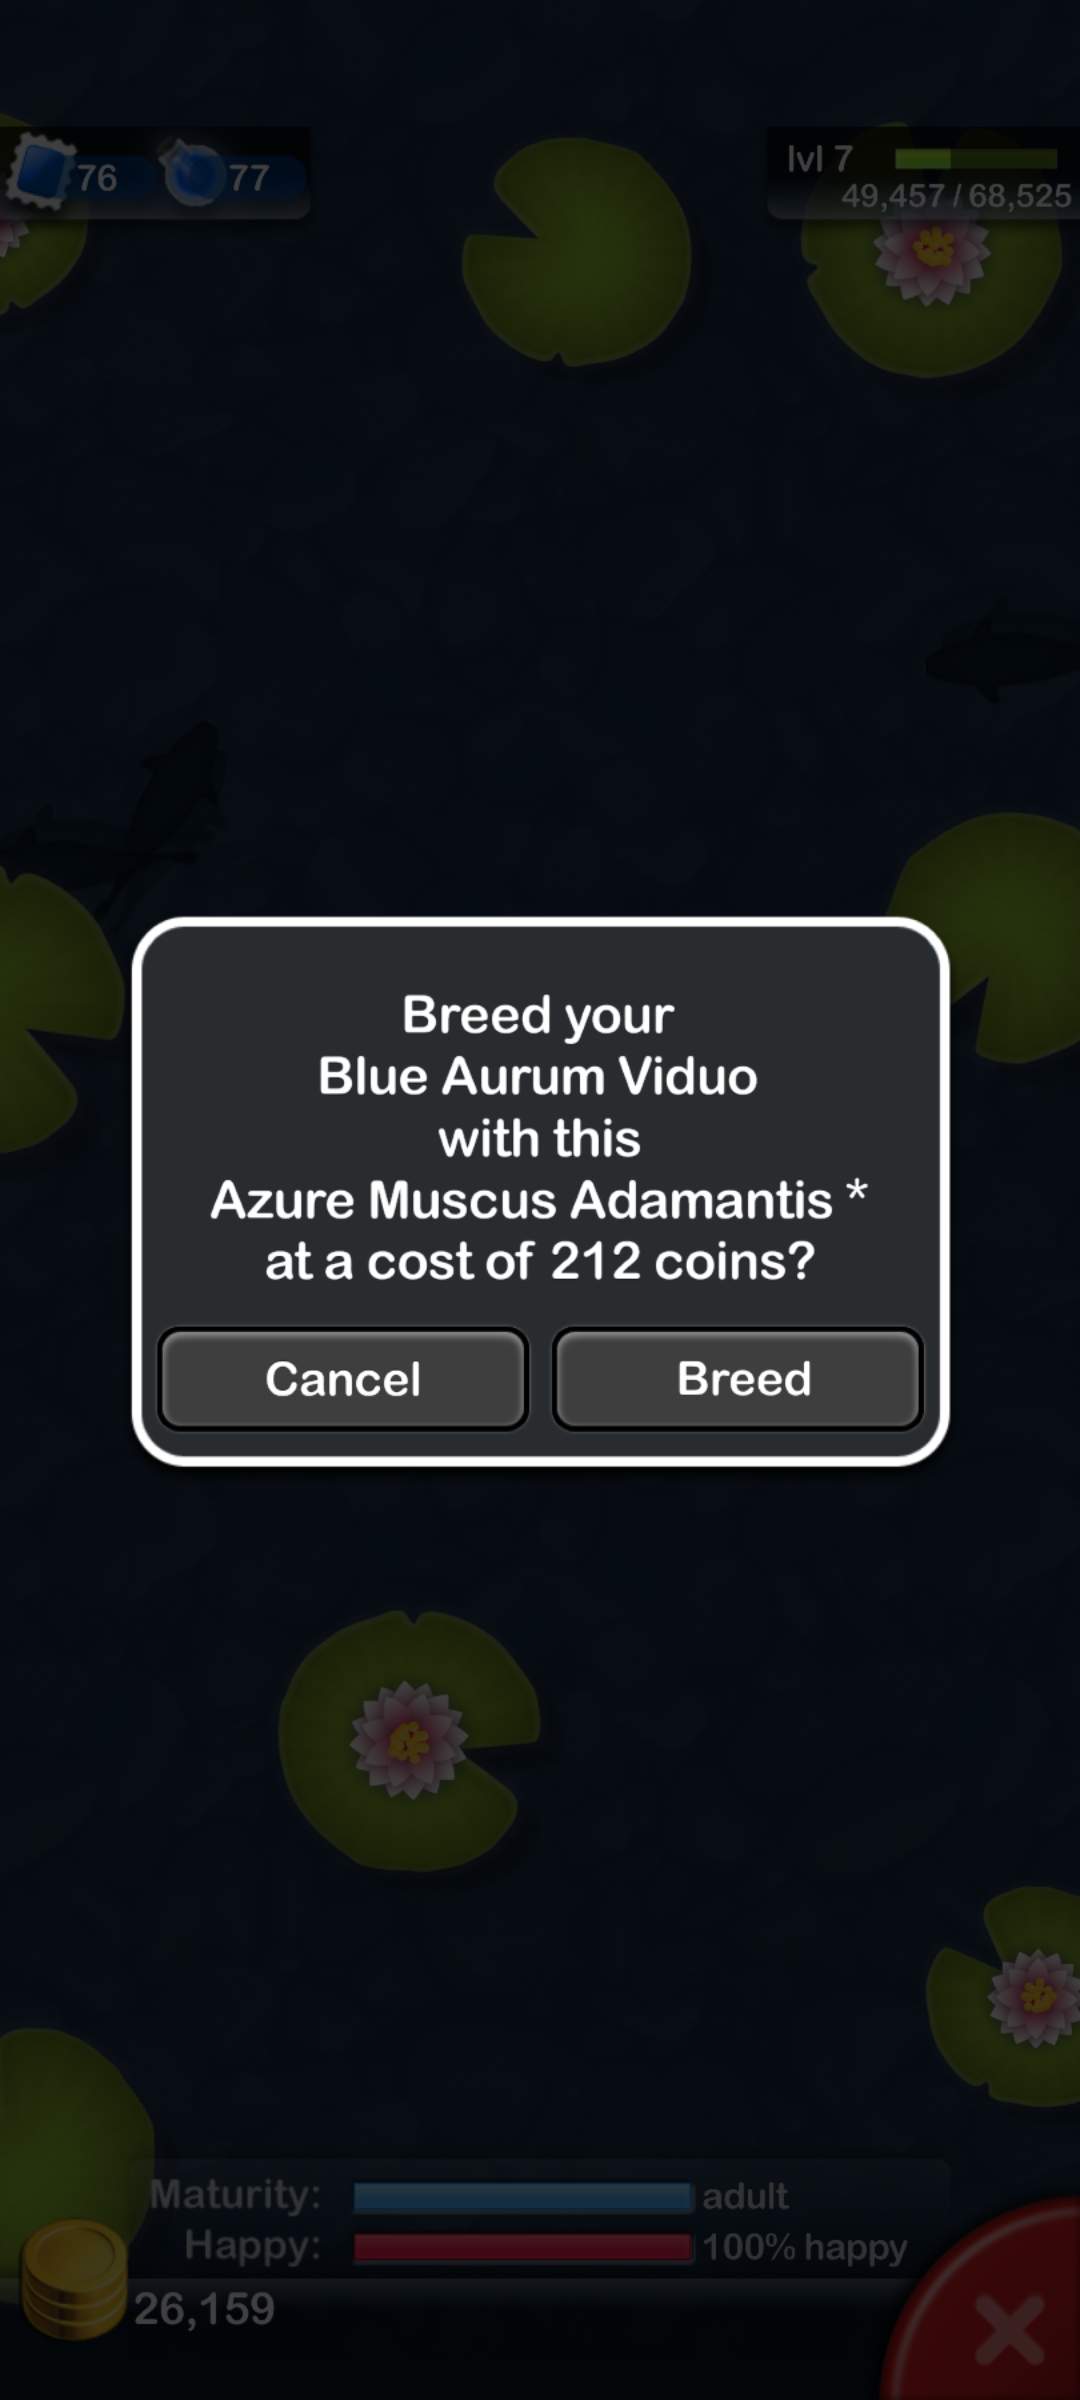 76 77
lvl 7
49,457 / 68,525
Breed your
Blue Aurum Viduo
with this
Azure Muscus Adamantis *
at a cost of 212 coins?
Cancel Breed
Maturity: adult
Happy: 100% happy
26,159